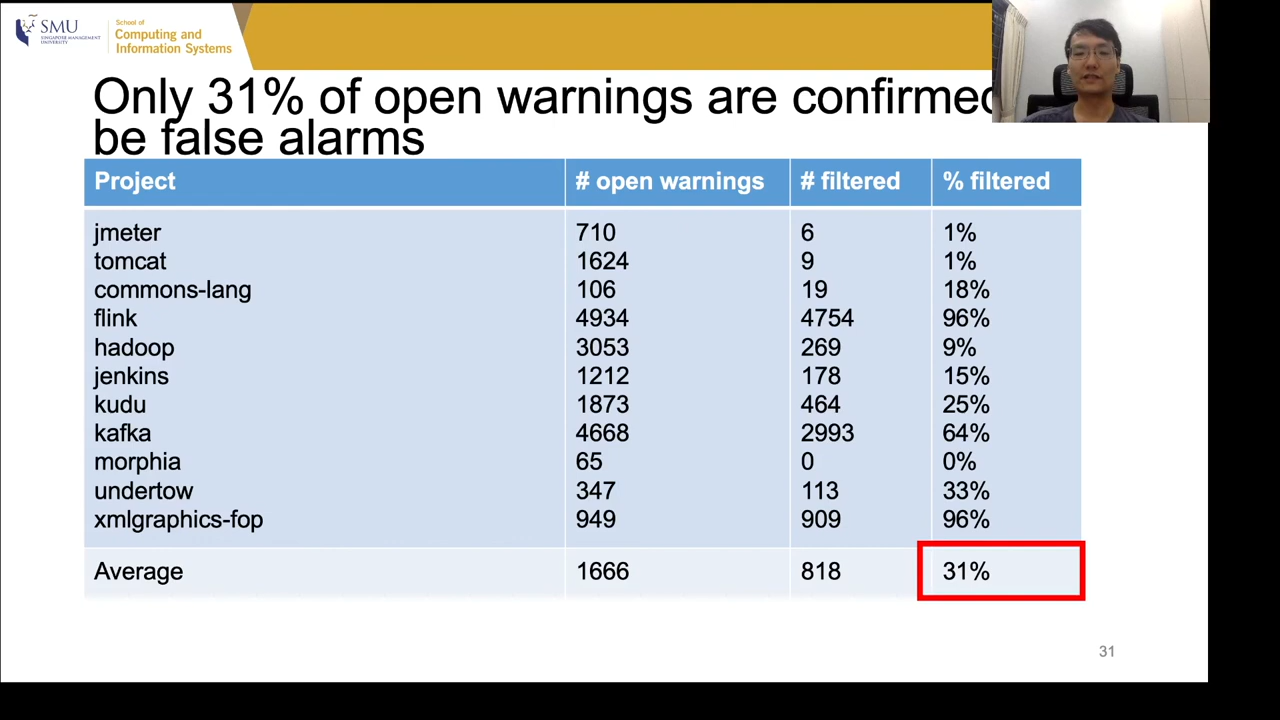 SMU
SINGAPORE MANAGEMENT
UNIVERSITY
School of
Computing and
Information Systems
Only 31% of open warnings are confirmed
be false alarms
Project # open warnings # filtered % filtered
jmeter 710 6 1%
tomcat 1624 9 1%
commons-lang 106 19 18%
flink 4934 4754 96%
hadoop 3053 269 9%
jenkins 1212 178 15%
kudu 1873 464 25%
kafka 4668 2993 64%
morphia 65 0 0%
undertow 347 113 33%
xmlgraphics-fop 949 909 96%
Average 1666 818 31%
31